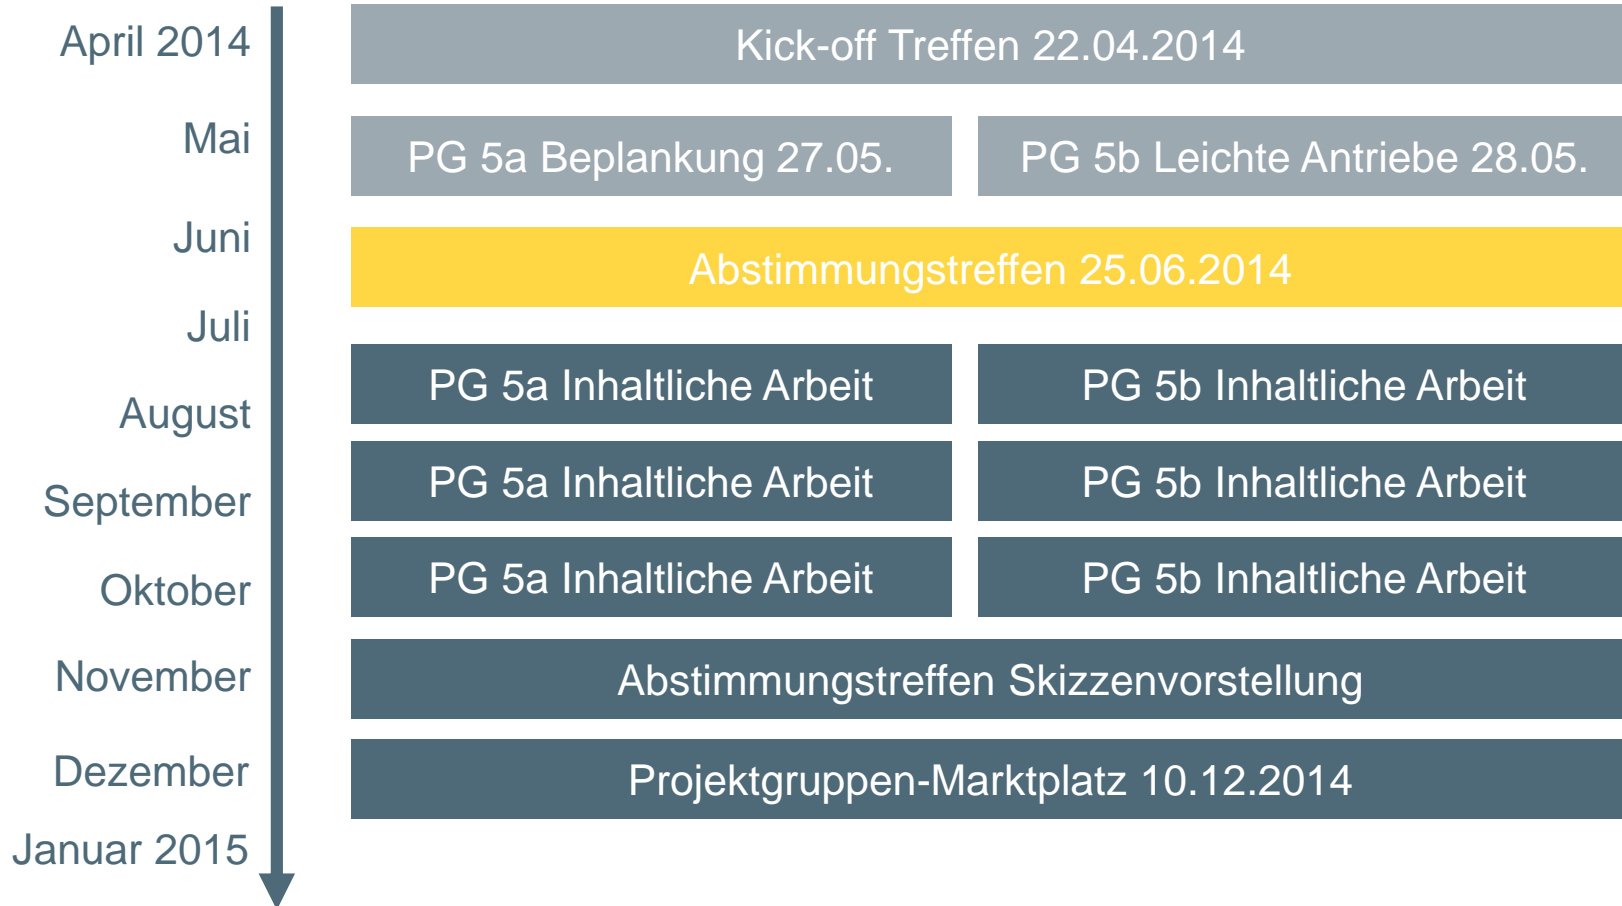 April 2014
Kick-off Treffen 22.04.2014
Mai
PG 5a Beplankung 27.05.
PG 5b Leichte Antriebe 28.05.
Juni
Abstimmungstreffen 25.06.2014
Juli
PG 5a Inhaltliche Arbeit
PG 5b Inhaltliche Arbeit
August
PG 5a Inhaltliche Arbeit
PG 5b Inhaltliche Arbeit
September
PG 5a Inhaltliche Arbeit
PG 5b Inhaltliche Arbeit
Oktober
November
Abstimmungstreffen Skizzenvorstellung
Dezember
Projektgruppen-Marktplatz 10.12.2014
Januar 2015